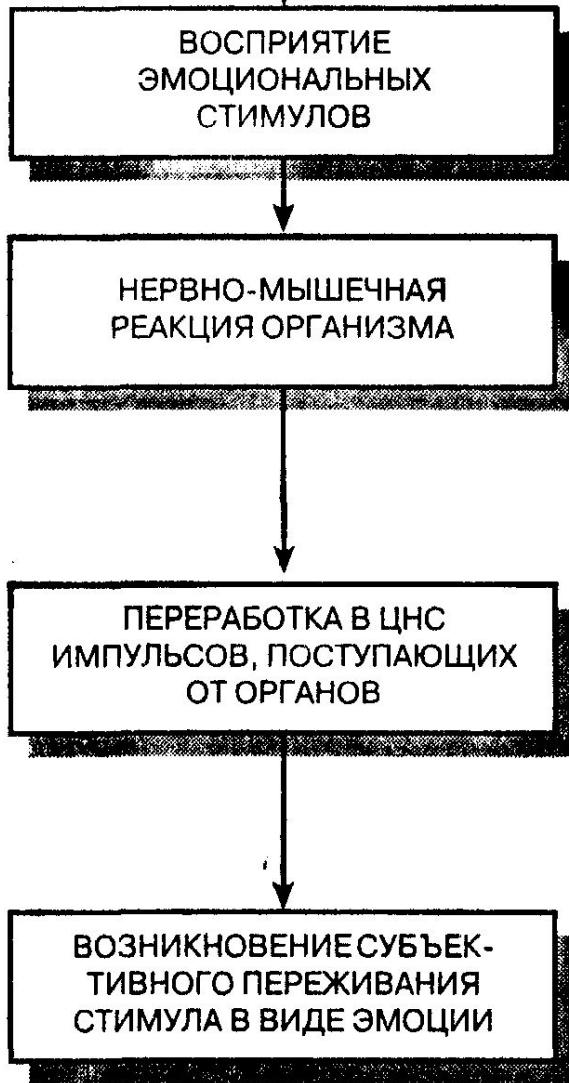 ВОСПРИЯТИЕ
ЭМОЦИОНАЛЬНЫХ
СТИМУЛОВ
НЕРВНО-МЫШЕЧНАЯ
РЕАКЦИЯ ОРГАНИЗМА
ПЕРЕРАБОТКА В ЦНС
ИМПУЛЬСОВ, ПОСТУПАЮЩИХ
ОТ ОРГАНОВ
ВОЗНИКНОВЕНИЕ СУБЪЕК-
ТИВНОГО ПЕРЕЖИВАНИЯ
СТИМУЛА В ВИДЕ ЭМОЦИИ